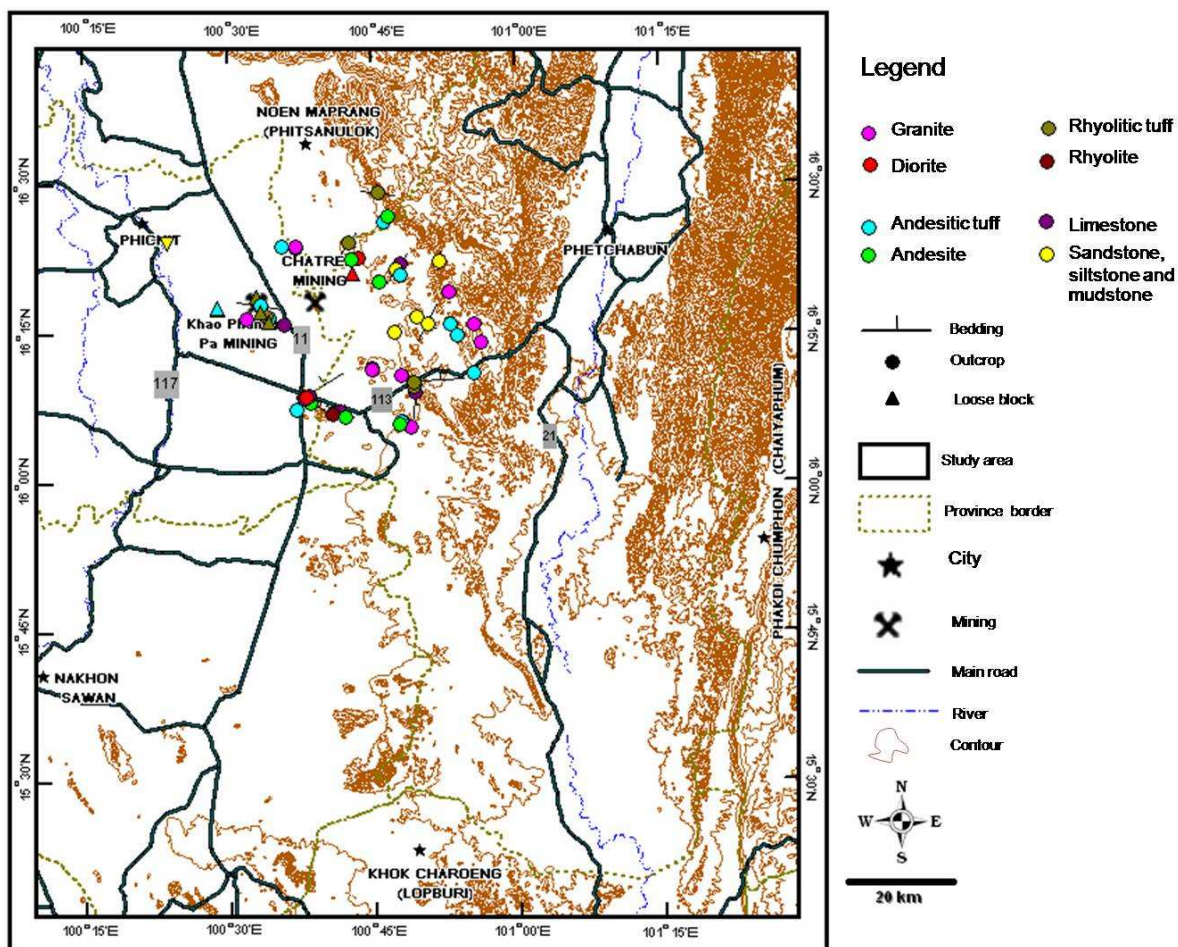 100°15'E 100°30'E 100°45'E 101°00'E 101°15'E
NOEN MAPRANG
(PHITSANULOK)
16°30'N
16°30'N
PHICHIT
CHATREE
MINING
PHETCHABUN
Khao Phanom
Pa MINING
16°15'N
16°15'N
11
117
113
21
16°00'N
16°00'N
PHAKDI CHUMPHON (CHAIYAPHUM)
15°45'N
15°45'N
NAKHON
SAWAN
15°30'N
15°30'N
KHOK CHAROENG
(LOPBURI)
100°15'E 100°30'E 100°45'E 101°00'E 101°15'E
Legend
Granite
Diorite
Andesitic tuff
Andesite
Rhyolitic tuff
Rhyolite
Limestone
Sandstone,
siltstone and
mudstone
Bedding
Outcrop
Loose block
Study area
Province border
City
Mining
Main road
River
Contour
N
W E
S
20 km